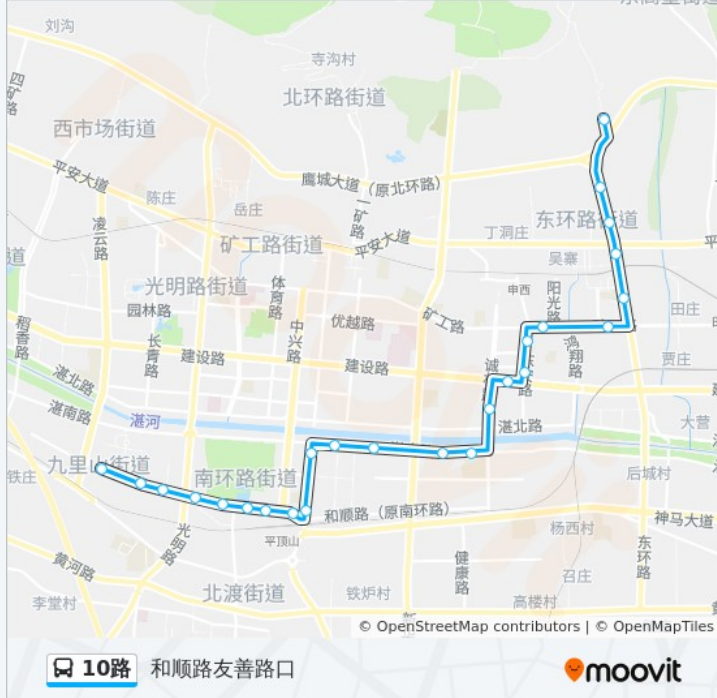 刘沟
寺沟村
四矿路
北环路街道
西市场街道
平安大道
鹰城大道（原北环路）
陈庄
岳庄
一矿路
东环路街道
凌云路
矿工路街道
平安大道
丁洞庄
道
吴寨
光明路街道
体育路
申西
阳光路
园林路
中兴路
优越路
矿工路
田庄
稻香路
长青路
建设路
鸿翔路
贾庄
湛北路
建设路
湛南路
湛河
湛北路
大营
九里山街道
铁庄
南环路街道
后城村
和顺路（原南环路）
光明路
杨西村
神马大道
平顶山
东环路
黄河路
健康路
召庄
北渡街道
铁炉村
李堂村
高楼村
© OpenStreetMap contributors | © OpenMapTiles
10路 和顺路友善路口
moovit